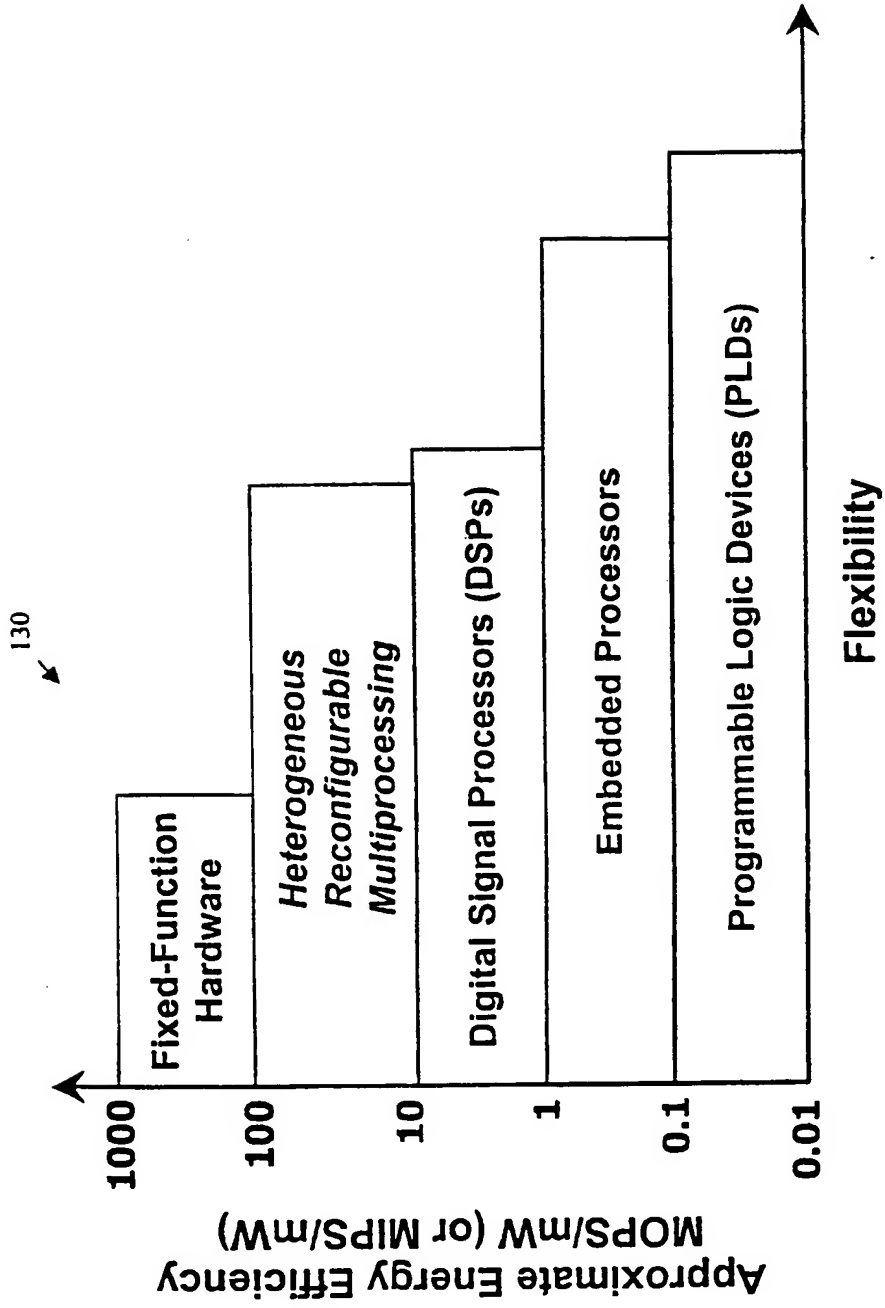 130
Approximate Energy Efficiency
MOPS/mW (or MIPS/mW)
1000
100
10
1
0.1
0.01
Fixed-Function
Hardware
Heterogeneous
Reconfigurable
Multiprocessing
Digital Signal Processors (DSPs)
Embedded Processors
Programmable Logic Devices (PLDs)
Flexibility